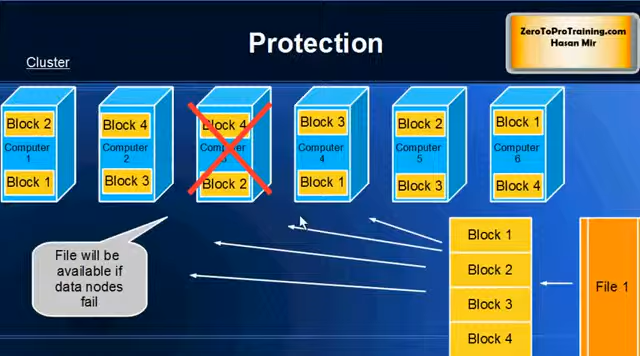 Protection
ZeroToProTraining.com
Hasan Mir
Cluster
Block 2
Computer
1
Block 1
Block 4
Computer
2
Block 3
Block 4
Computer
Block 2
Block 3
Computer
4
Block 1
Block 2
Computer
5
Block 3
Block 1
Computer
6
Block 4
File will be
available if
data nodes
fail
Block 1
Block 2
Block 3
Block 4
File 1